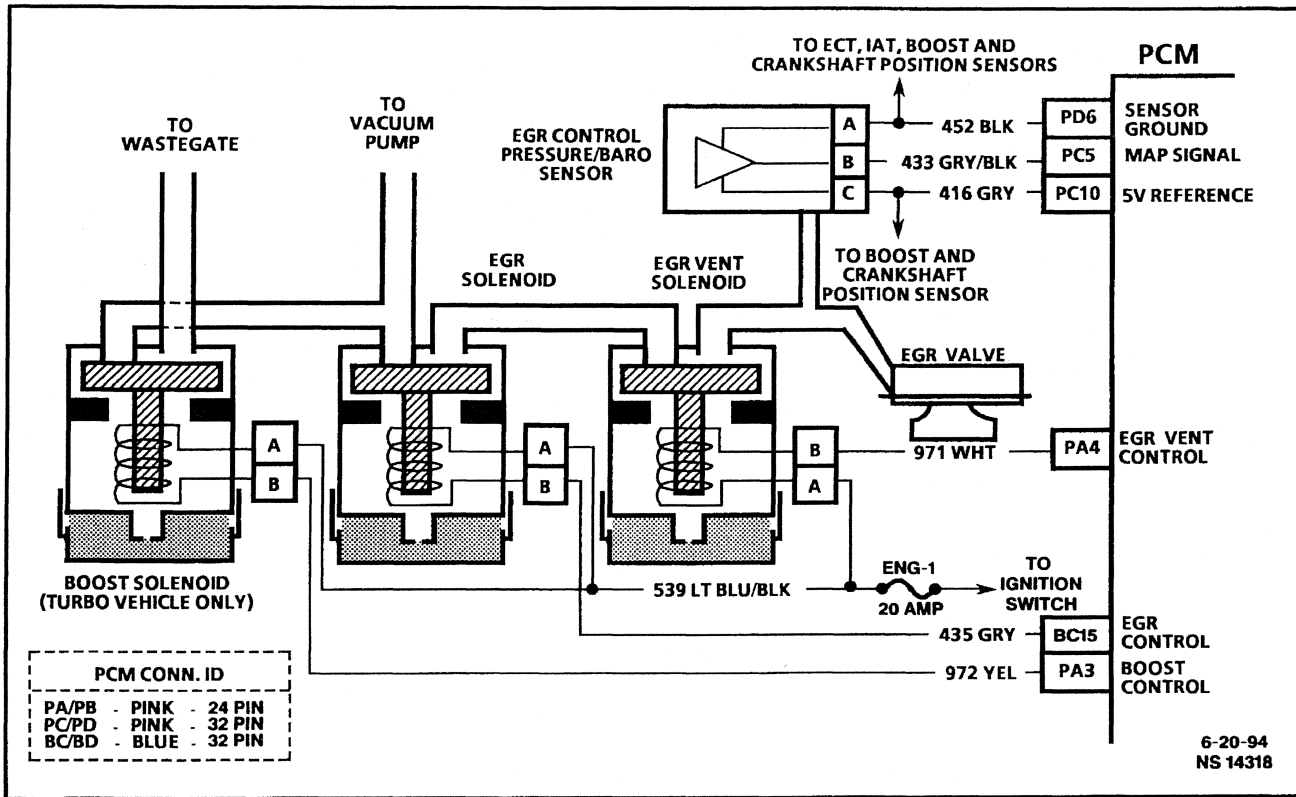 TO ECT, IAT, BOOST AND
CRANKSHAFT POSITION SENSORS
PCM
TO
WASTEGATE
TO
VACUUM
PUMP
EGR CONTROL
PRESSURE/BARO
SENSOR
A
452 BLK
PD6
SENSOR
GROUND
B
433 GRY/BLK
PC5
MAP SIGNAL
C
416 GRY
PC10
5V REFERENCE
TO BOOST AND
CRANKSHAFT
POSITION SENSOR
EGR
SOLENOID
EGR VENT
SOLENOID
EGR VALVE
A
B
A
B
B
A
971 WHT
PA4
EGR VENT
CONTROL
BOOST SOLENOID
(TURBO VEHICLE ONLY)
539 LT BLU/BLK
ENG-1
20 AMP
TO
IGNITION
SWITCH
435 GRY
BC15
EGR
CONTROL
972 YEL
PA3
BOOST
CONTROL
PCM CONN. ID
PA/PB - PINK - 24 PIN
PC/PD - PINK - 32 PIN
BC/BD - BLUE - 32 PIN
6-20-94
NS 14318